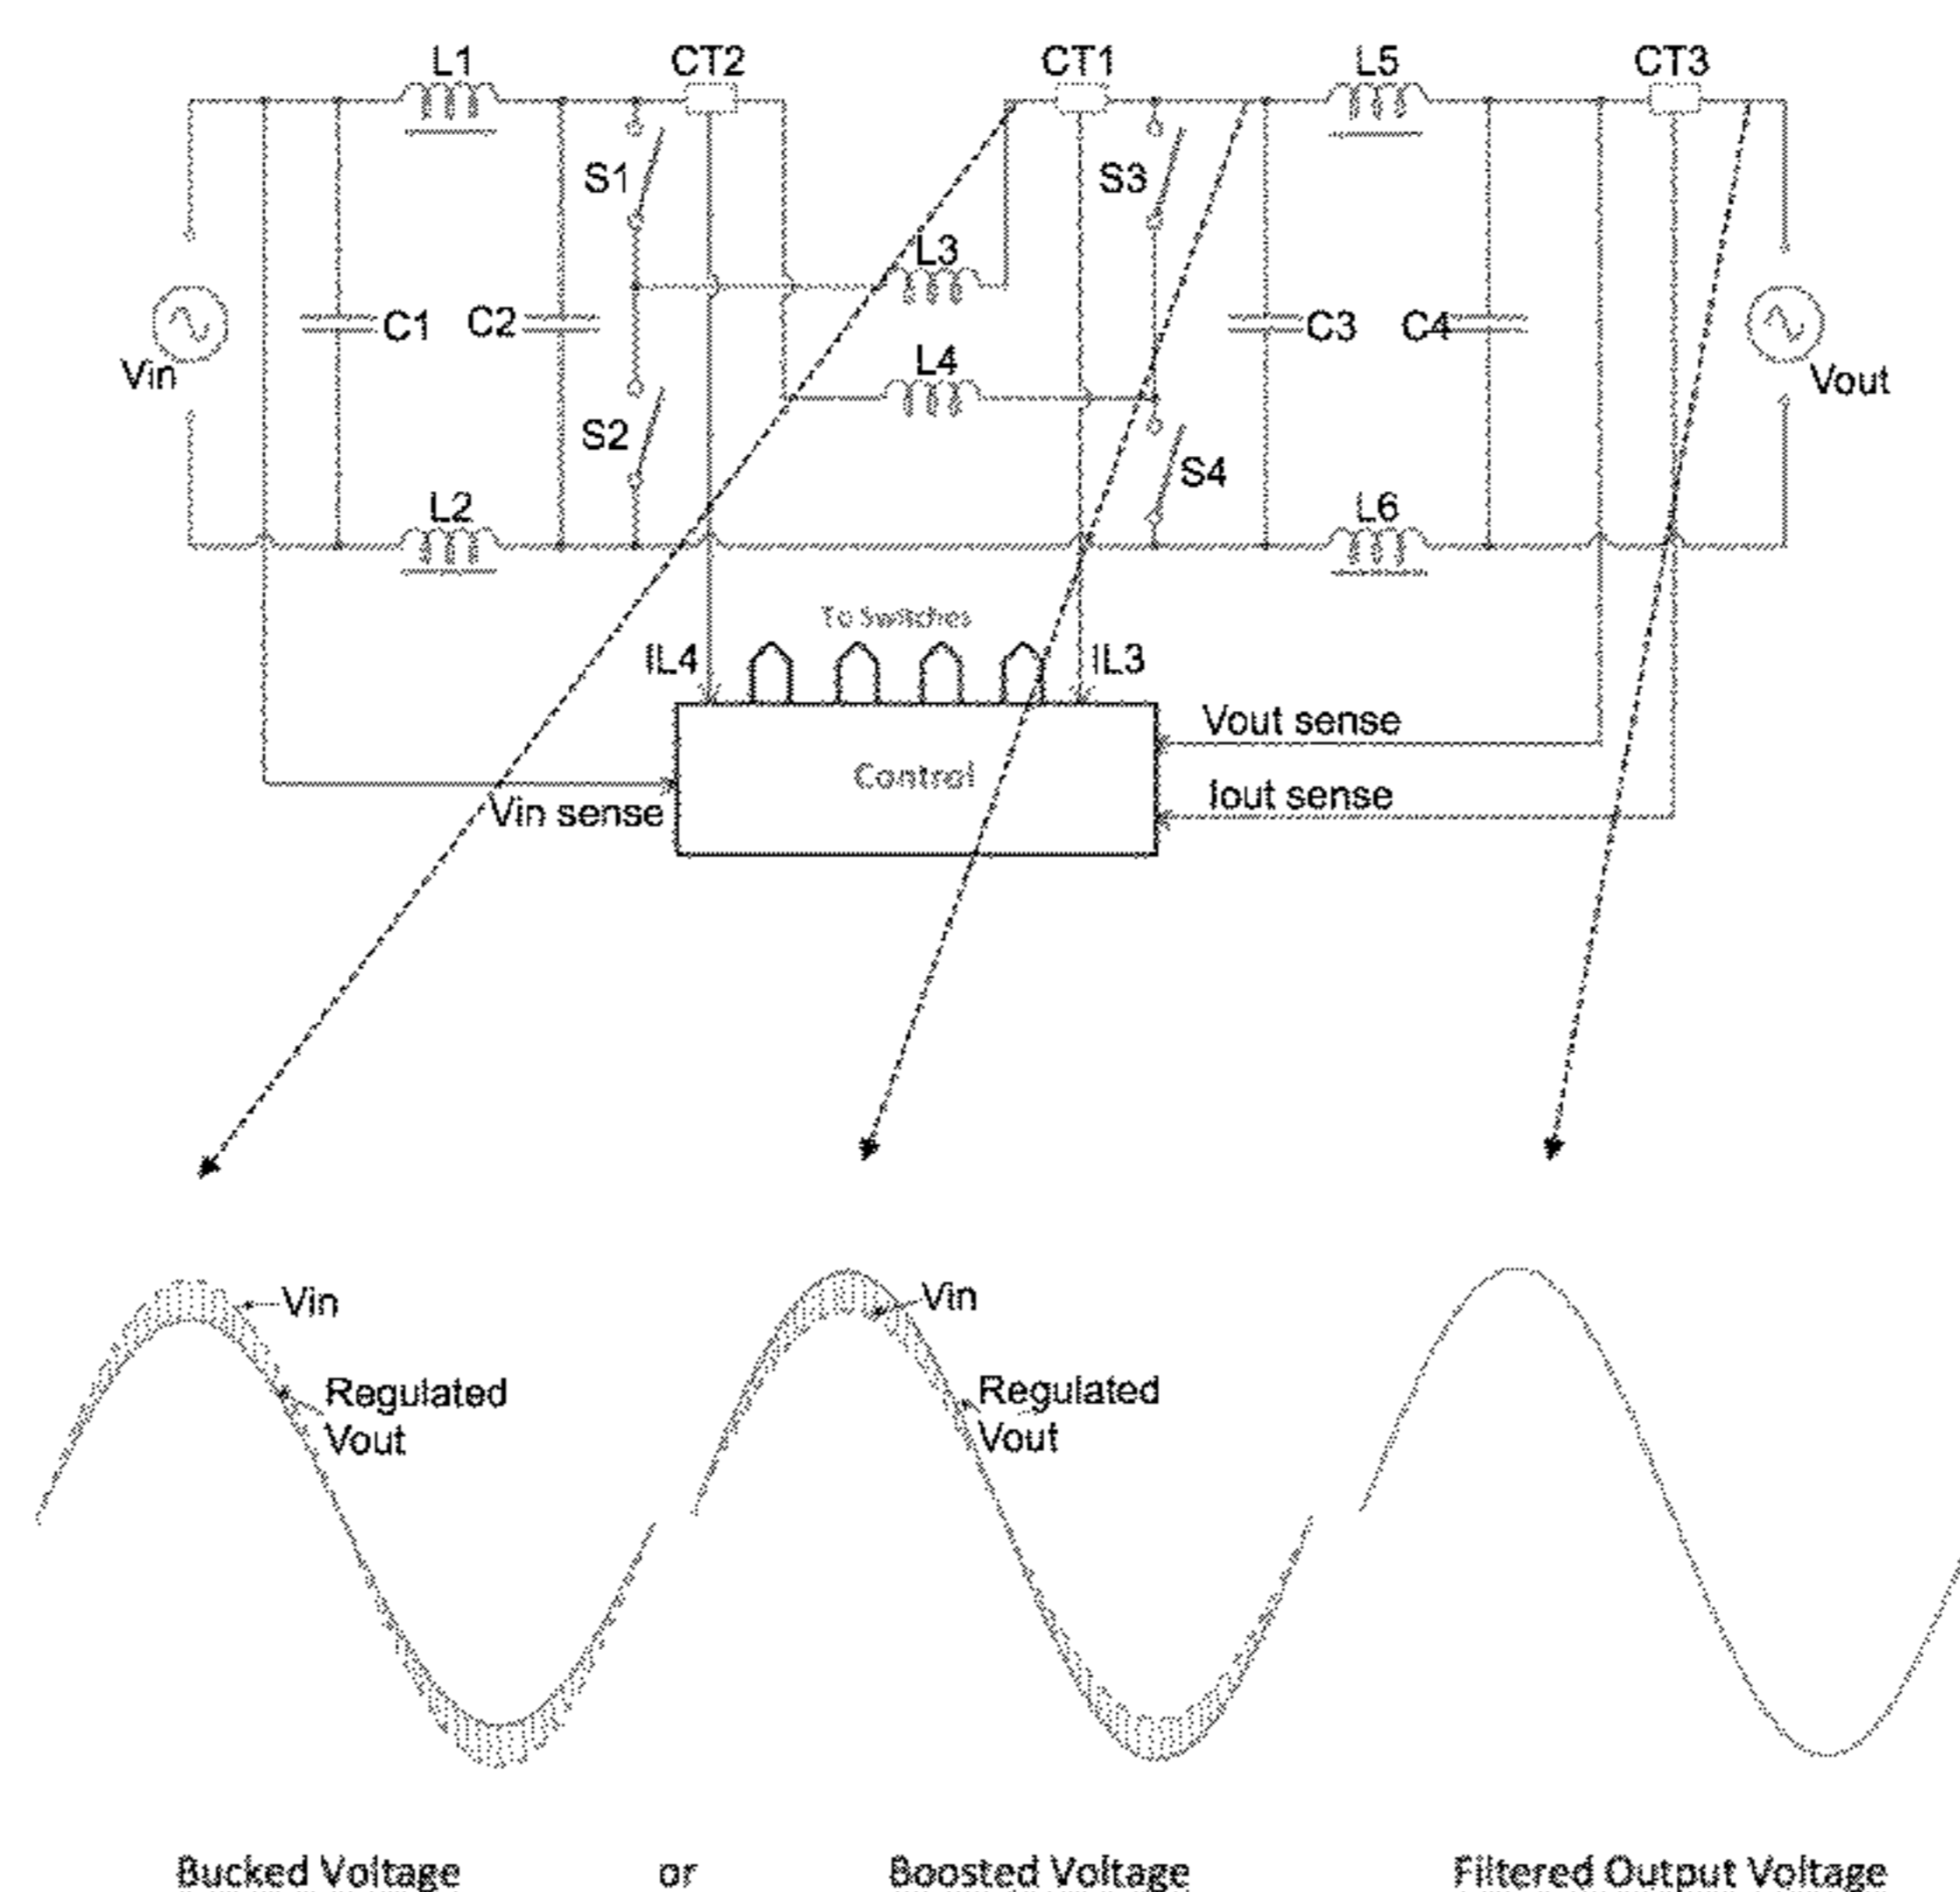 L1
CT2
CT1
L5
CT3
S1
S3
L3
C1
C2
L4
C3
C4
Vin
Vout
S2
S4
L2
L6
To Switches
IL4
IL3
Vout sense
Control
Iout sense
Vin sense
Vin
Vin
Regulated
Vout
Regulated
Vout
Bucked Voltage or Boosted Voltage Filtered Output Voltage